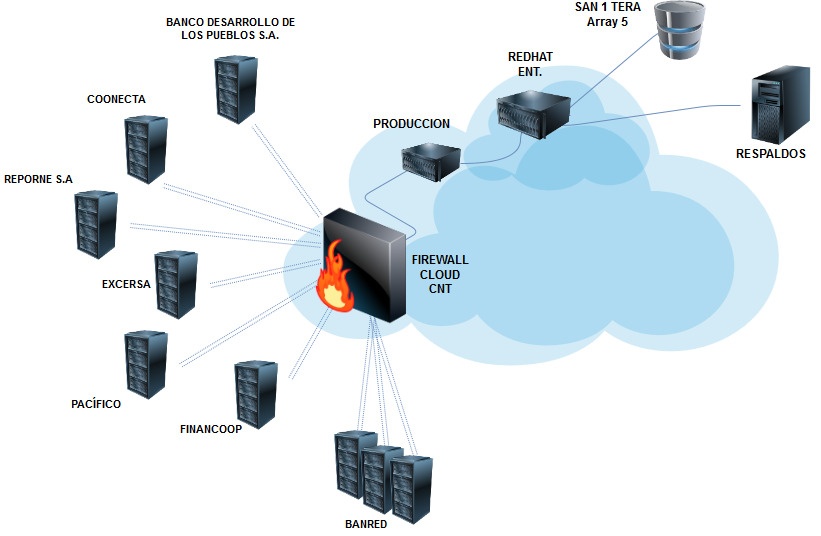 BANCO DESARROLLO DE
LOS PUEBLOS S.A.
SAN 1 TERA
Array 5
REDHAT
ENT.
COONECTA
PRODUCCION
RESPALDOS
REPORNE S.A
FIREWALL
CLOUD
CNT
EXCERSA
PACÍFICO
FINANCOOP
BANRED